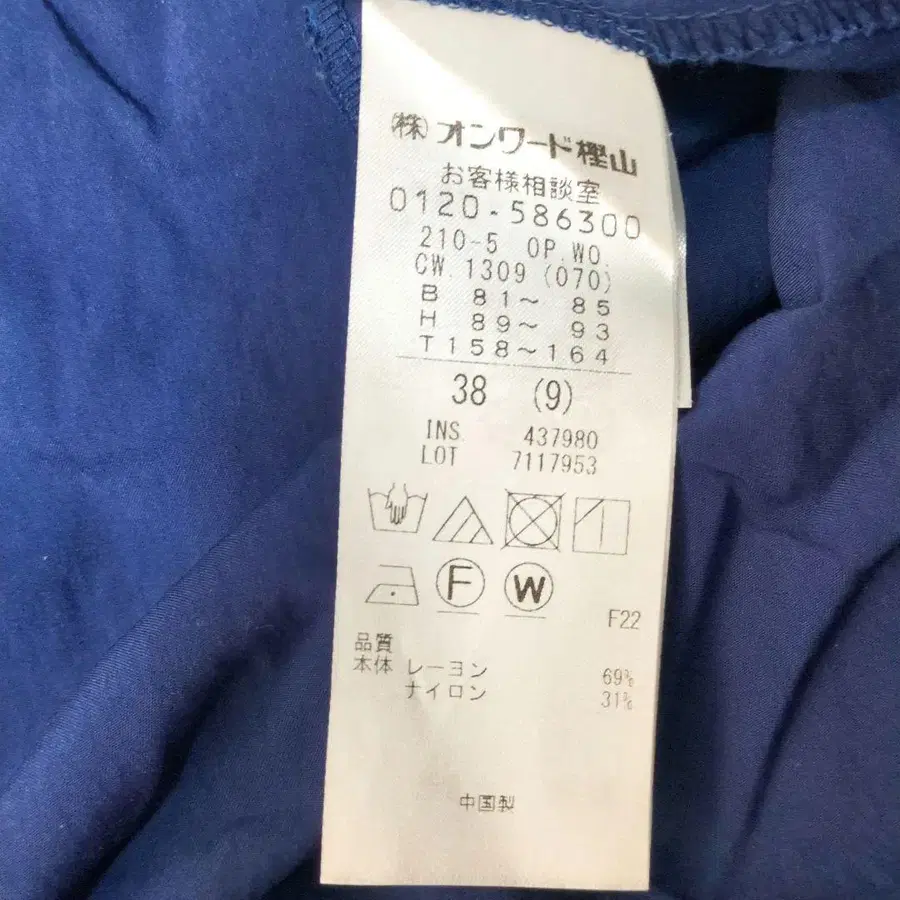 (株)オンワード樫山
お客様相談室
0120-586300
210-5 OP.WO.
CW.1309 (070)
B 81～ 85
H 89～ 93
T158～164
38 (9)
INS. 437980
LOT 7117953
F W
F22
品質
本体 レーヨン 69%
ナイロン 31%
中国製